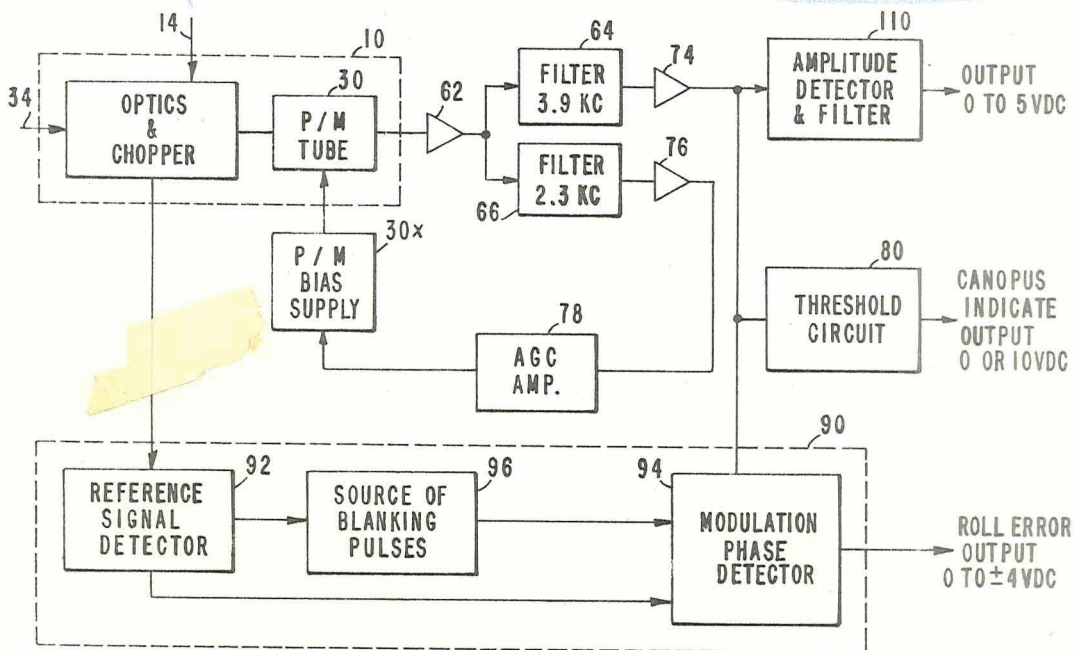 14
10
34
OPTICS
&
CHOPPER
30
P/M
TUBE
62
64
FILTER
3.9 KC
74
110
AMPLITUDE
DETECTOR
& FILTER
OUTPUT
0 TO 5VDC
FILTER
2.3 KC
66
76
30x
P/M
BIAS
SUPPLY
78
AGC
AMP.
80
THRESHOLD
CIRCUIT
CANOPUS
INDICATE
OUTPUT
0 OR 10VDC
90
92
REFERENCE
SIGNAL
DETECTOR
96
SOURCE OF
BLANKING
PULSES
94
MODULATION
PHASE
DETECTOR
ROLL ERROR
OUTPUT
0 TO ±4VDC